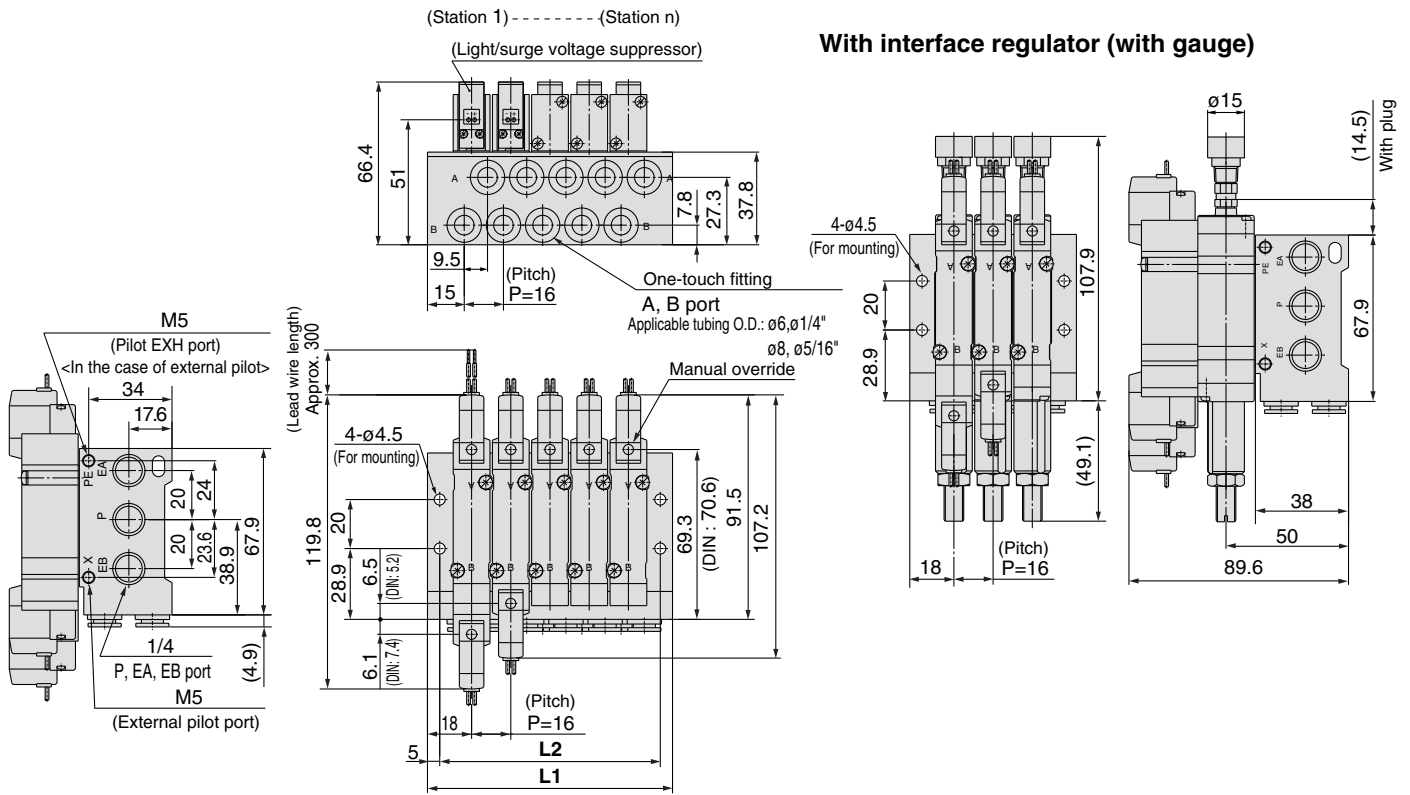 (Station 1) - - - - - - - - - (Station n)
(Light/surge voltage suppressor)
66.4
51
A
A
B
B
7.8
27.3
37.8
9.5
15
(Pitch)
P=16
One-touch fitting
A, B port
Applicable tubing O.D.: ø6,ø1/4"
ø8, ø5/16"
M5
(Pilot EXH port)
<In the case of external pilot>
34
17.6
PE
EA
P
X
EB
20
24
20
23.6
38.9
67.9
(4.9)
1/4
P, EA, EB port
M5
(External pilot port)
(Lead wire length)
Approx. 300
Manual override
4-ø4.5
(For mounting)
119.8
20
28.9
6.5
(DIN: 5.2)
6.1
(DIN: 7.4)
A
A
A
A
A
B
B
B
B
B
69.3
(DIN : 70.6)
91.5
107.2
18
(Pitch)
P=16
5
L2
L1
With interface regulator (with gauge)
4-ø4.5
(For mounting)
20
28.9
A
A
A
B
B
B
107.9
(49.1)
18
(Pitch)
P=16
ø15
(14.5)
With plug
PE
EA
P
X
EB
67.9
38
50
89.6